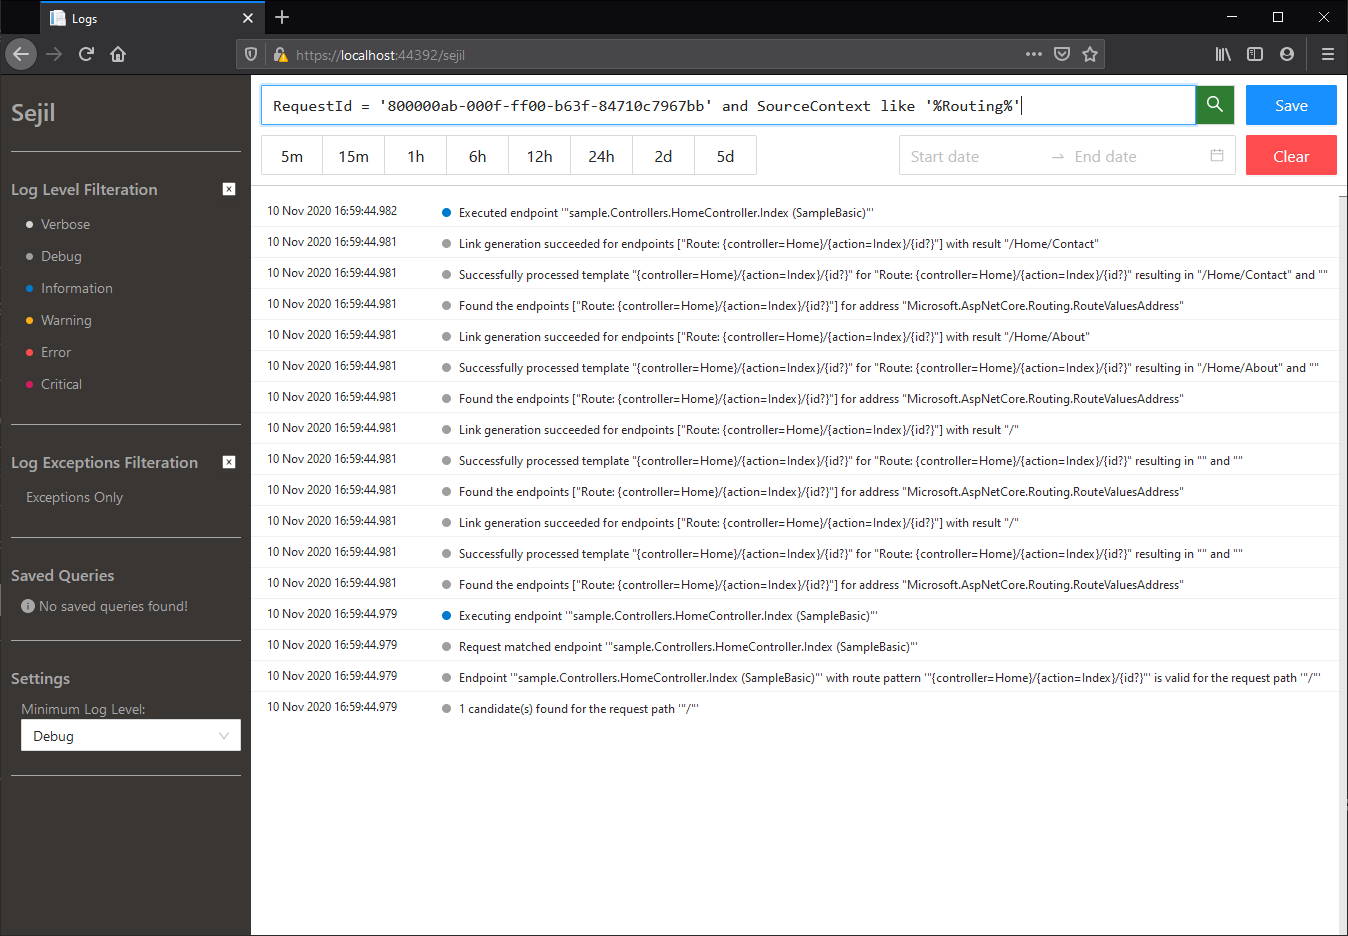 Logs
https://localhost:44392/sejil
Sejil
Log Level Filteration
Verbose
Debug
Information
Warning
Error
Critical
Log Exceptions Filteration
Exceptions Only
Saved Queries
No saved queries found!
Settings
Minimum Log Level:
Debug
RequestId = '800000ab-000f-ff00-b63f-84710c7967bb' and SourceContext like '%Routing%'
Save
5m 15m 1h 6h 12h 24h 2d 5d
Start date → End date
Clear
10 Nov 2020 16:59:44.982 Executed endpoint '"sample.Controllers.HomeController.Index (SampleBasic)"'
10 Nov 2020 16:59:44.981 Link generation succeeded for endpoints ["Route: {controller=Home}/{action=Index}/{id?}"] with result "/Home/Contact"
10 Nov 2020 16:59:44.981 Successfully processed template "{controller=Home}/{action=Index}/{id?}" for "Route: {controller=Home}/{action=Index}/{id?}" resulting in "/Home/Contact" and ""
10 Nov 2020 16:59:44.981 Found the endpoints ["Route: {controller=Home}/{action=Index}/{id?}"] for address "Microsoft.AspNetCore.Routing.RouteValuesAddress"
10 Nov 2020 16:59:44.981 Link generation succeeded for endpoints ["Route: {controller=Home}/{action=Index}/{id?}"] with result "/Home/About"
10 Nov 2020 16:59:44.981 Successfully processed template "{controller=Home}/{action=Index}/{id?}" for "Route: {controller=Home}/{action=Index}/{id?}" resulting in "/Home/About" and ""
10 Nov 2020 16:59:44.981 Found the endpoints ["Route: {controller=Home}/{action=Index}/{id?}"] for address "Microsoft.AspNetCore.Routing.RouteValuesAddress"
10 Nov 2020 16:59:44.981 Link generation succeeded for endpoints ["Route: {controller=Home}/{action=Index}/{id?}"] with result "/"
10 Nov 2020 16:59:44.981 Successfully processed template "{controller=Home}/{action=Index}/{id?}" for "Route: {controller=Home}/{action=Index}/{id?}" resulting in "" and ""
10 Nov 2020 16:59:44.981 Found the endpoints ["Route: {controller=Home}/{action=Index}/{id?}"] for address "Microsoft.AspNetCore.Routing.RouteValuesAddress"
10 Nov 2020 16:59:44.981 Link generation succeeded for endpoints ["Route: {controller=Home}/{action=Index}/{id?}"] with result "/"
10 Nov 2020 16:59:44.981 Successfully processed template "{controller=Home}/{action=Index}/{id?}" for "Route: {controller=Home}/{action=Index}/{id?}" resulting in "" and ""
10 Nov 2020 16:59:44.981 Found the endpoints ["Route: {controller=Home}/{action=Index}/{id?}"] for address "Microsoft.AspNetCore.Routing.RouteValuesAddress"
10 Nov 2020 16:59:44.979 Executing endpoint '"sample.Controllers.HomeController.Index (SampleBasic)"'
10 Nov 2020 16:59:44.979 Request matched endpoint '"sample.Controllers.HomeController.Index (SampleBasic)"'
10 Nov 2020 16:59:44.979 Endpoint '"sample.Controllers.HomeController.Index (SampleBasic)"' with route pattern '"{controller=Home}/{action=Index}/{id?}"' is valid for the request path '"/"'
10 Nov 2020 16:59:44.979 1 candidate(s) found for the request path '"/"'